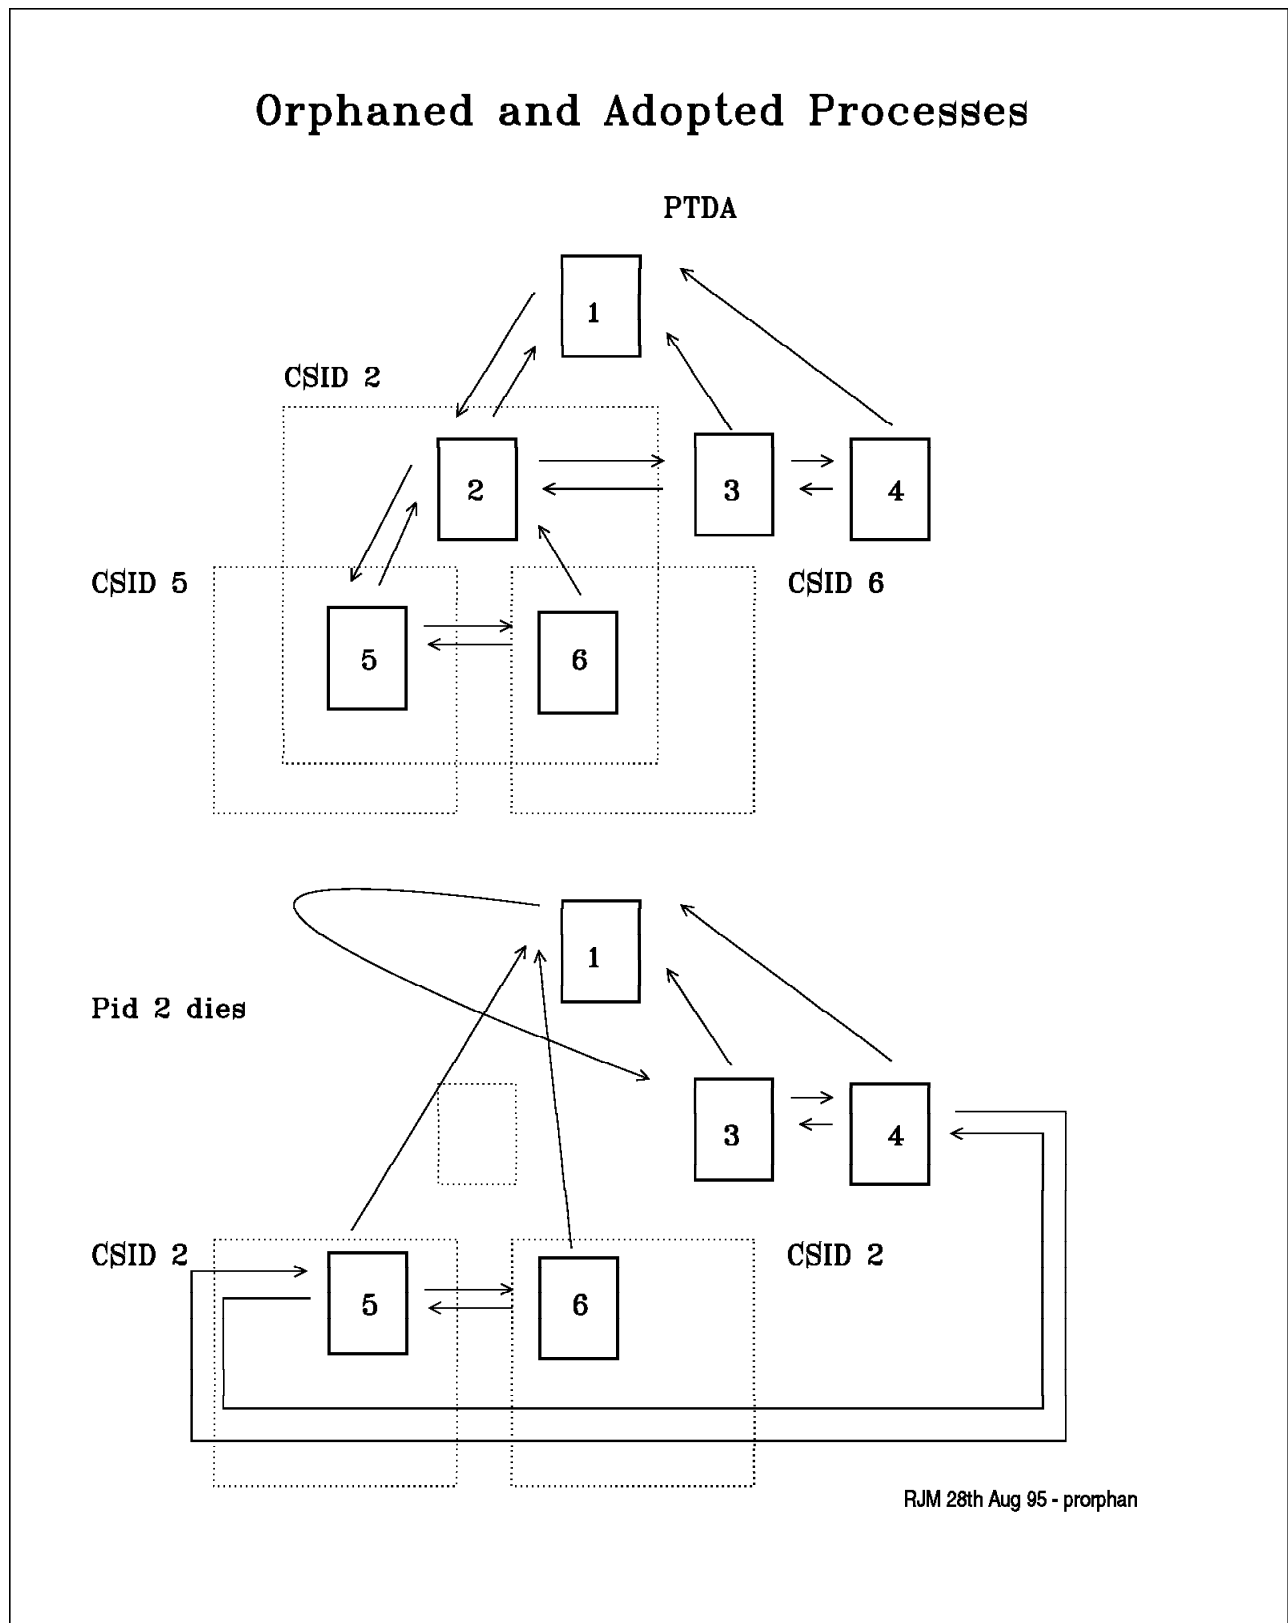 Orphaned and Adopted Processes
PTDA
1
CSID 2
2
3
4
CSID 5
CSID 6
5
6
1
Pid 2 dies
3
4
CSID 2
CSID 2
5
6
RJM 28th Aug 95 - prorphan